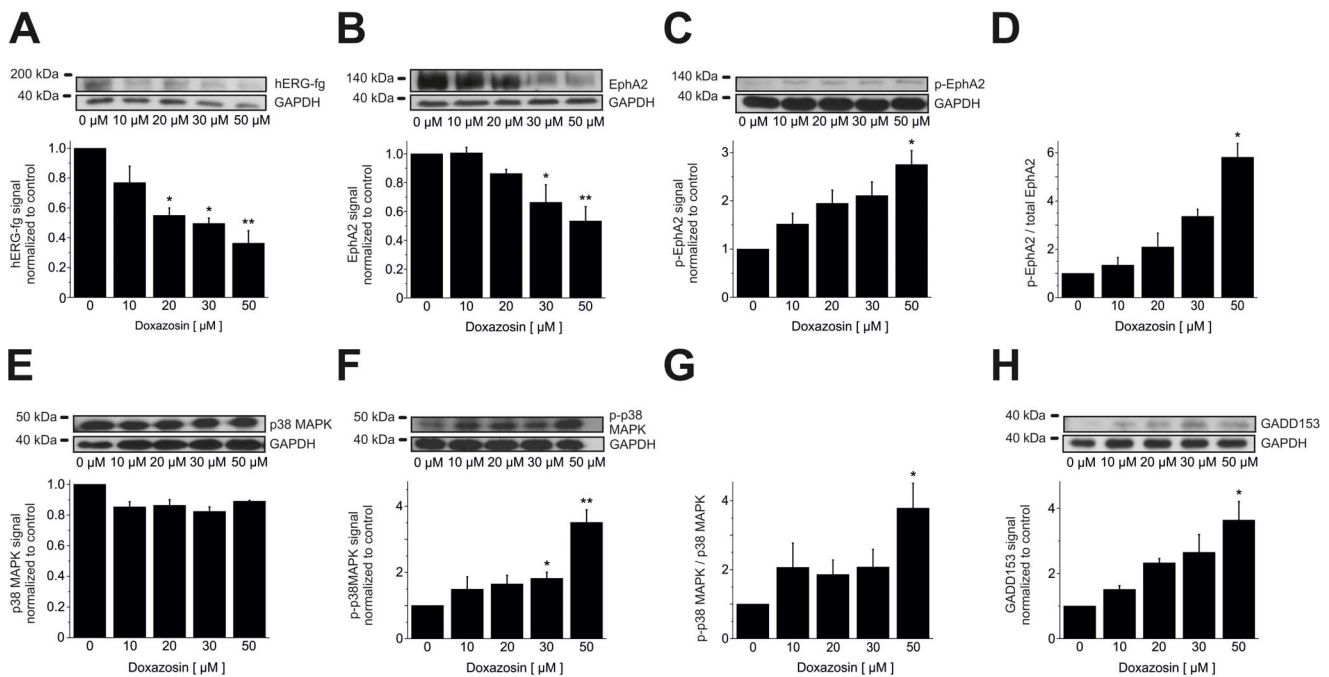 A
200 kDa
40 kDa
hERG-fg
GAPDH
0 µM 10 µM 20 µM 30 µM 50 µM
hERG-fg signal
normalized to control
1.0
0.8
0.6
0.4
0.2
0
*
*
**
0 10 20 30 50
Doxazosin [ µM ]
B
140 kDa
40 kDa
EphA2
GAPDH
0 µM 10 µM 20 µM 30 µM 50 µM
EphA2 signal
normalized to control
1.0
0.8
0.6
0.4
0.2
0
*
**
0 10 20 30 50
Doxazosin [ µM ]
C
140 kDa
40 kDa
p-EphA2
GAPDH
0 µM 10 µM 20 µM 30 µM 50 µM
p-EphA2 signal
normalized to control
3
2
1
0
*
0 10 20 30 50
Doxazosin [ µM ]
D
p-EphA2 / total EphA2
6
4
2
0
*
0 10 20 30 50
Doxazosin [ µM ]
E
50 kDa
40 kDa
p38 MAPK
GAPDH
0 µM 10 µM 20 µM 30 µM 50 µM
p38 MAPK signal
normalized to control
1.0
0.8
0.6
0.4
0.2
0
0 10 20 30 50
Doxazosin [ µM ]
F
50 kDa
40 kDa
p-p38
MAPK
GAPDH
0 µM 10 µM 20 µM 30 µM 50 µM
p-p38MAPK signal
normalized to control
4
2
0
*
**
0 10 20 30 50
Doxazosin [ µM ]
G
p-p38 MAPK / p38 MAPK
4
2
0
*
0 10 20 30 50
Doxazosin [ µM ]
H
40 kDa
40 kDa
GADD153
GAPDH
0 µM 10 µM 20 µM 30 µM 50 µM
GADD153 signal
normalized to control
4
2
0
*
0 10 20 30 50
Doxazosin [ µM ]